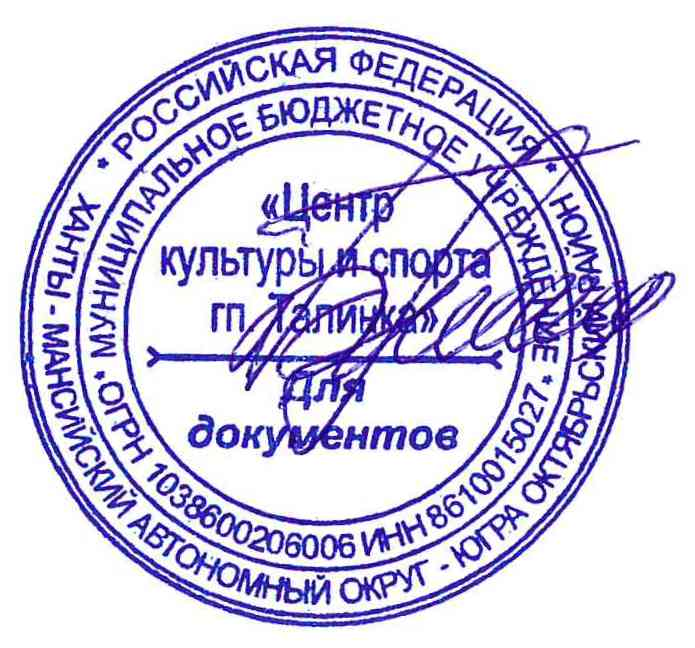 * РОССИЙСКАЯ ФЕДЕРАЦИЯ *
ХАНТЫ - МАНСИЙСКИЙ АВТОНОМНЫЙ ОКРУГ - ЮГРА ОКТЯБРЬСКИЙ РАЙОН
* МУНИЦИПАЛЬНОЕ БЮДЖЕТНОЕ УЧРЕЖДЕНИЕ *
ОГРН 1038600206006 ИНН 8610015027
«Центр
культуры и спорта
гп. Талинка»
Для
документов